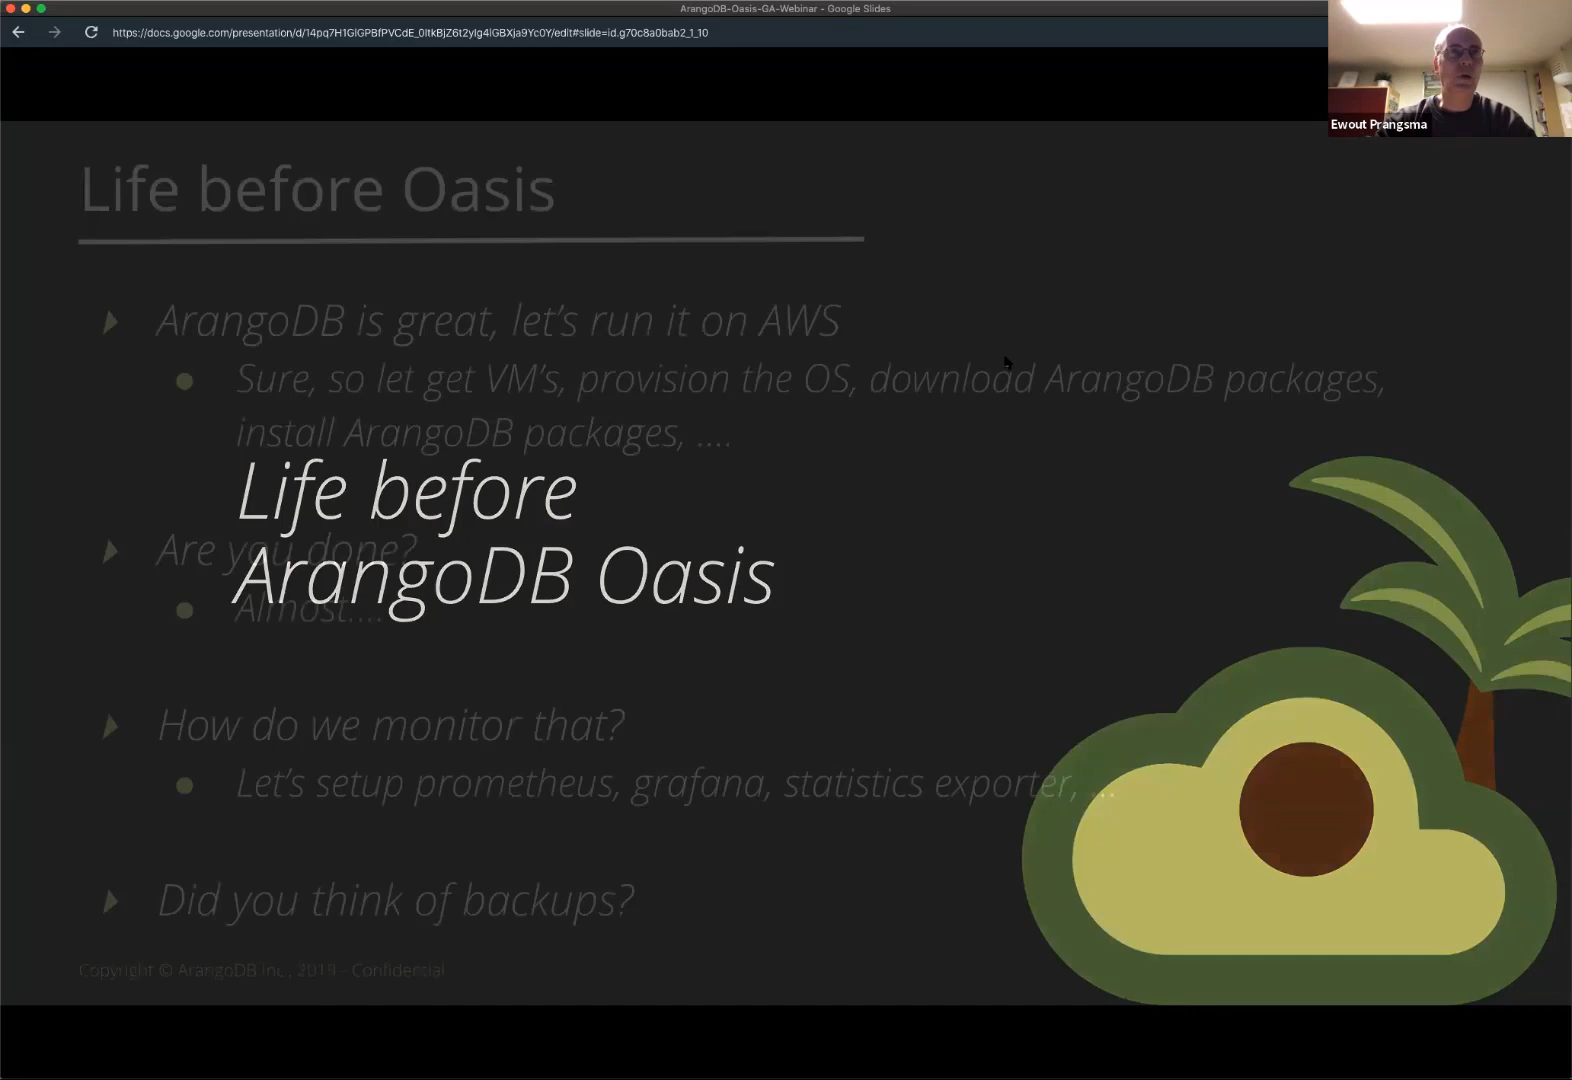 ArangoDB-Oasis-GA-Webinar - Google Slides
https://docs.google.com/presentation/d/14pq7H1GlGPBfPVCdE_0ltkBjZ6t2ylg4lGBXja9Yc0Y/edit#slide=id.g70c8a0bab2_1_10
Ewout Prangsma
Life before Oasis
ArangoDB is great, let's run it on AWS
Sure, so let get VM's, provision the OS, download ArangoDB packages,
install ArangoDB packages, ....
Life before
Are you done?
ArangoDB Oasis
Almost....
How do we monitor that?
Let's setup prometheus, grafana, statistics exporter, ...
Did you think of backups?
Copyright © ArangoDB Inc., 2019 - Confidential